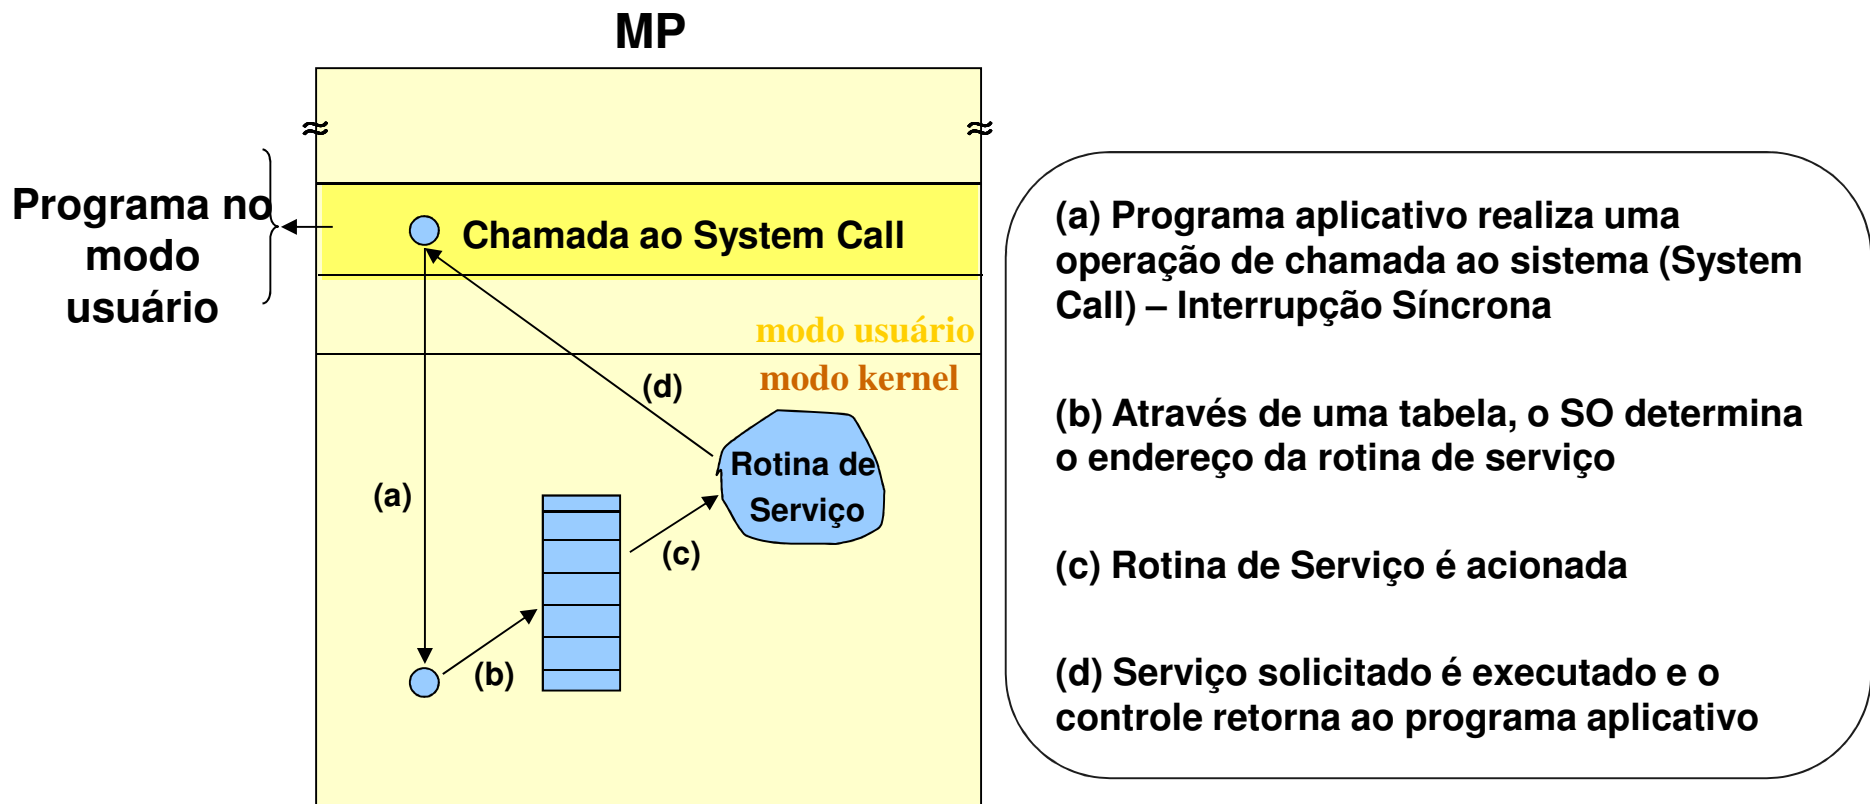 MP
Programa no
modo
usuário
Chamada ao System Call
modo usuário
modo kernel
(d)
Rotina de
Serviço
(a)
(c)
(b)
(a) Programa aplicativo realiza uma
operação de chamada ao sistema (System
Call) – Interrupção Síncrona
(b) Através de uma tabela, o SO determina
o endereço da rotina de serviço
(c) Rotina de Serviço é acionada
(d) Serviço solicitado é executado e o
controle retorna ao programa aplicativo